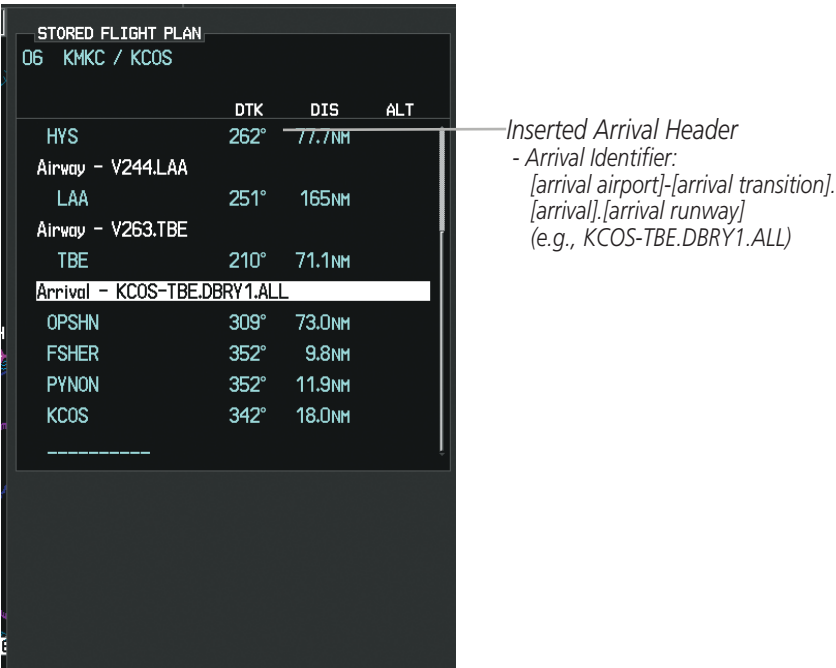 STORED FLIGHT PLAN
06 KMKC / KCOS
DTK DIS ALT
HYS 262° 77.7NM
Airway - V244.LAA
LAA 251° 165NM
Airway - V263.TBE
TBE 210° 71.1NM
Arrival - KCOS-TBE.DBRY1.ALL
OPSHN 309° 73.0NM
FSHER 352° 9.8NM
PYNON 352° 11.9NM
KCOS 342° 18.0NM
__________
Inserted Arrival Header
- Arrival Identifier:
[arrival airport]-[arrival transition].
[arrival].[arrival runway]
(e.g., KCOS-TBE.DBRY1.ALL)